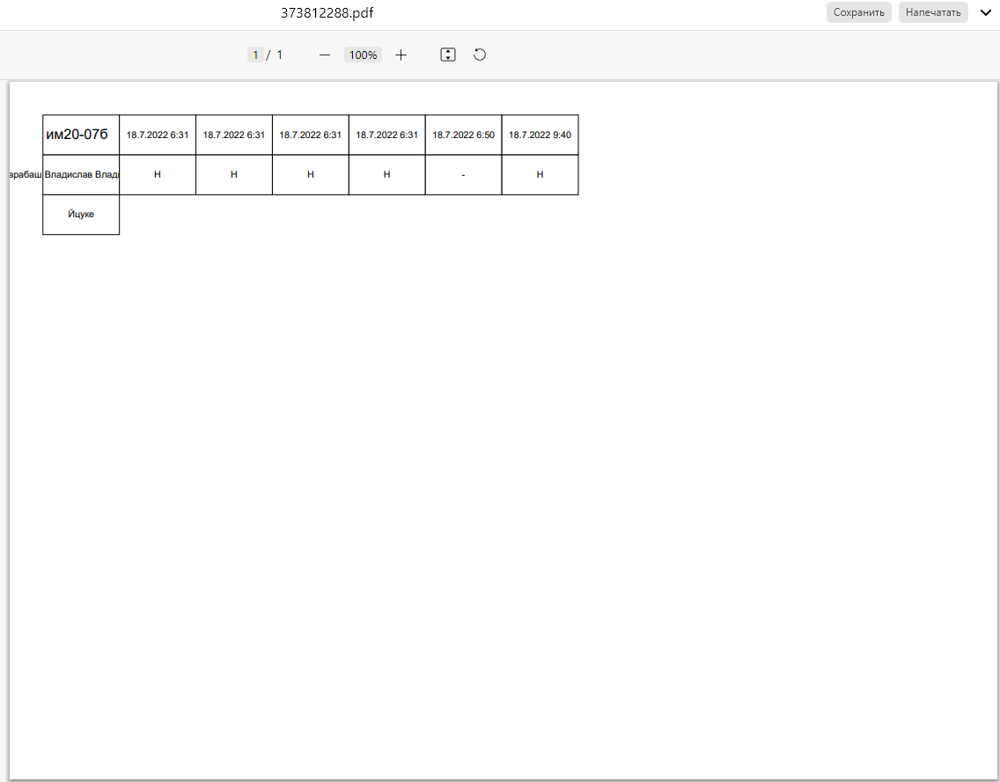 373812288.pdf
Сохранить
Напечатать
1 / 1
100%
им20-07б 18.7.2022 6:31 18.7.2022 6:31 18.7.2022 6:31 18.7.2022 6:31 18.7.2022 6:50 18.7.2022 9:40
Владислав Н Н Н Н - Н
Йцуке